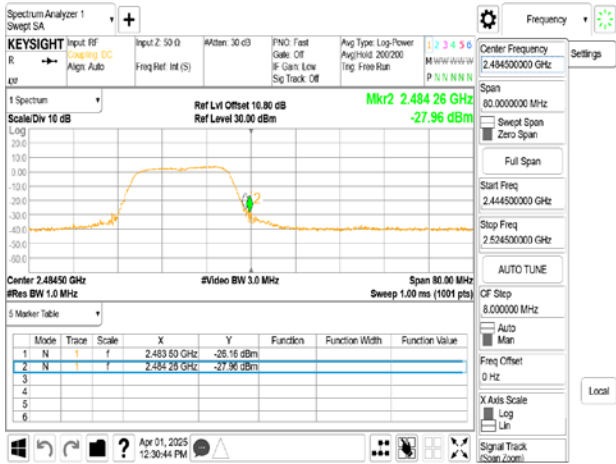 Spectrum Analyzer 1
Swept SA
+
Frequency
KEYSIGHT
R
Input: RF
Coupling: DC
Align: Auto
Input Z: 50 Ω
Freq Ref: Int (S)
#Atten: 30 dB
PNO: Fast
Gate: Off
IF Gain: Low
Sig Track: Off
Avg Type: Log-Power
Avg|Hold: 200/200
Trig: Free Run
1 2 3 4 5 6
M W W W W W
P N N N N N
Center Frequency
2.484500000 GHz
Settings
1 Spectrum
Scale/Div 10 dB
Ref Lvl Offset 10.80 dB
Ref Level 30.00 dBm
Mkr2 2.484 26 GHz
-27.96 dBm
Span
80.0000000 MHz
Swept Span
Zero Span
Full Span
Start Freq
2.444500000 GHz
Stop Freq
2.524500000 GHz
AUTO TUNE
CF Step
8.000000 MHz
Auto
Man
Freq Offset
0 Hz
X Axis Scale
Log
Lin
Signal Track
(Span Zoom)
Local
Log
20.0
10.0
0.00
-10.0
-20.0
-30.0
-40.0
-50.0
-60.0
2
Center 2.48450 GHz
#Res BW 1.0 MHz
#Video BW 3.0 MHz
Span 80.00 MHz
Sweep 1.00 ms (1001 pts)
5 Marker Table
Mode Trace Scale X Y Function Function Width Function Value
1 N 1 f 2.483 50 GHz -26.16 dBm
2 N 1 f 2.484 26 GHz -27.96 dBm
3
4
5
6
?
Apr 01, 2025
12:30:44 PM